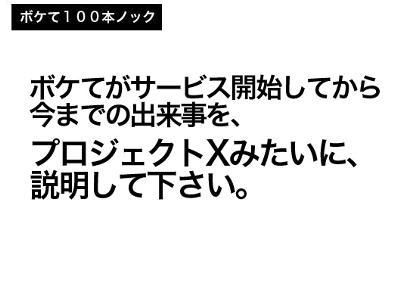 ボケて１００本ノック
ボケてがサービス開始してから
今までの出来事を、
プロジェクトXみたいに、
説明して下さい。